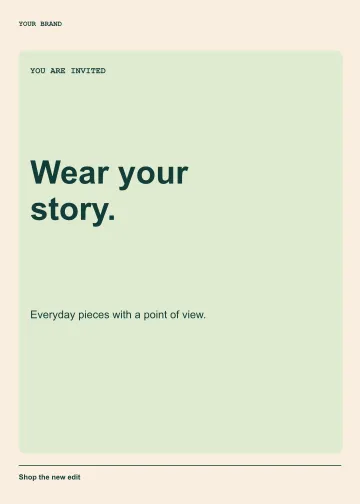 YOUR BRAND
YOU ARE INVITED
Wear your
story.
Everyday pieces with a point of view.
Shop the new edit